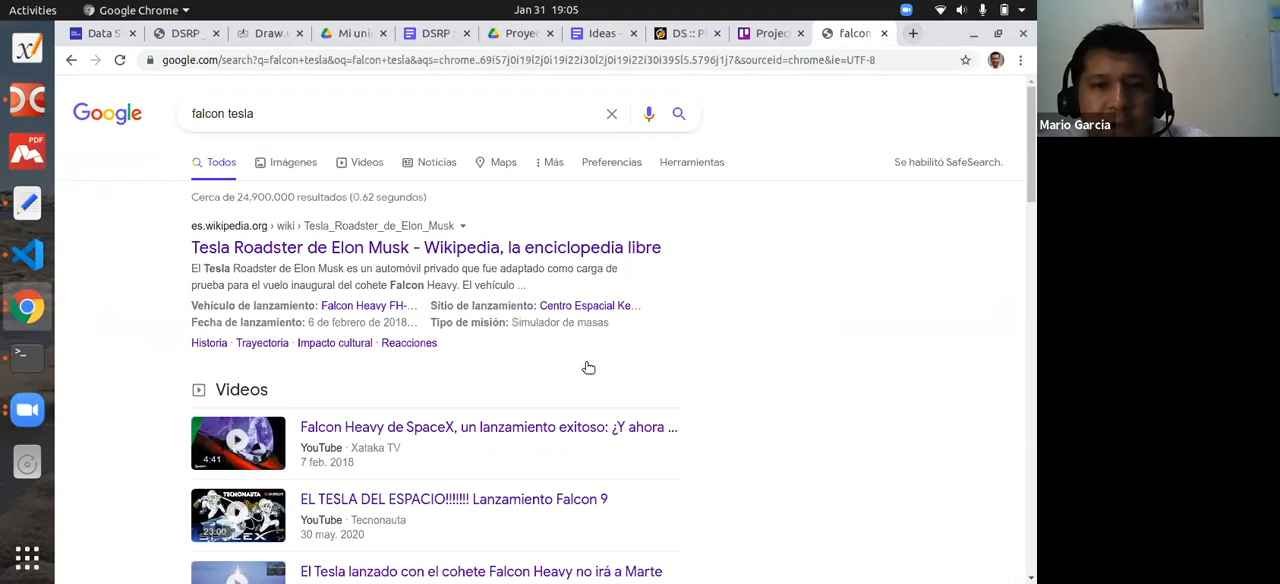 Activities
Google Chrome
Jan 31 19:05
Data S
DSRP
Draw.
Mi uni
DSRP
Proye
Ideas -
DS :: P
Projec
falcon
google.com/search?q=falcon+tesla&oq=falcon+tesla&aqs=chrome..69i57j0i19l2j0i19i22i30l2j0i19i22i30i395l5.5796j1j7&sourceid=chrome&ie=UTF-8
Google
falcon tesla
Todos
Imágenes
Videos
Noticias
Maps
Más
Preferencias
Herramientas
Se habilitó SafeSearch.
Cerca de 24.900,000 resultados (0.62 segundos)
es.wikipedia.org › wiki › Tesla_Roadster_de_Elon_Musk
Tesla Roadster de Elon Musk - Wikipedia, la enciclopedia libre
El Tesla Roadster de Elon Musk es un automóvil privado que fue adaptado como carga de
prueba para el vuelo inaugural del cohete Falcon Heavy. El vehículo ...
Vehículo de lanzamiento: Falcon Heavy FH-... Sitio de lanzamiento: Centro Espacial Ke...
Fecha de lanzamiento: 6 de febrero de 2018... Tipo de misión: Simulador de masas
Historia · Trayectoria · Impacto cultural · Reacciones
Videos
4:41
Falcon Heavy de SpaceX, un lanzamiento exitoso: ¿Y ahora ...
YouTube · Xataka TV
7 feb. 2018
TECNONAUTA
23:00
EL TESLA DEL ESPACIO!!!!!!! Lanzamiento Falcon 9
YouTube · Tecnonauta
30 may. 2020
El Tesla lanzado con el cohete Falcon Heavy no irá a Marte
PDF
Mario Garcia